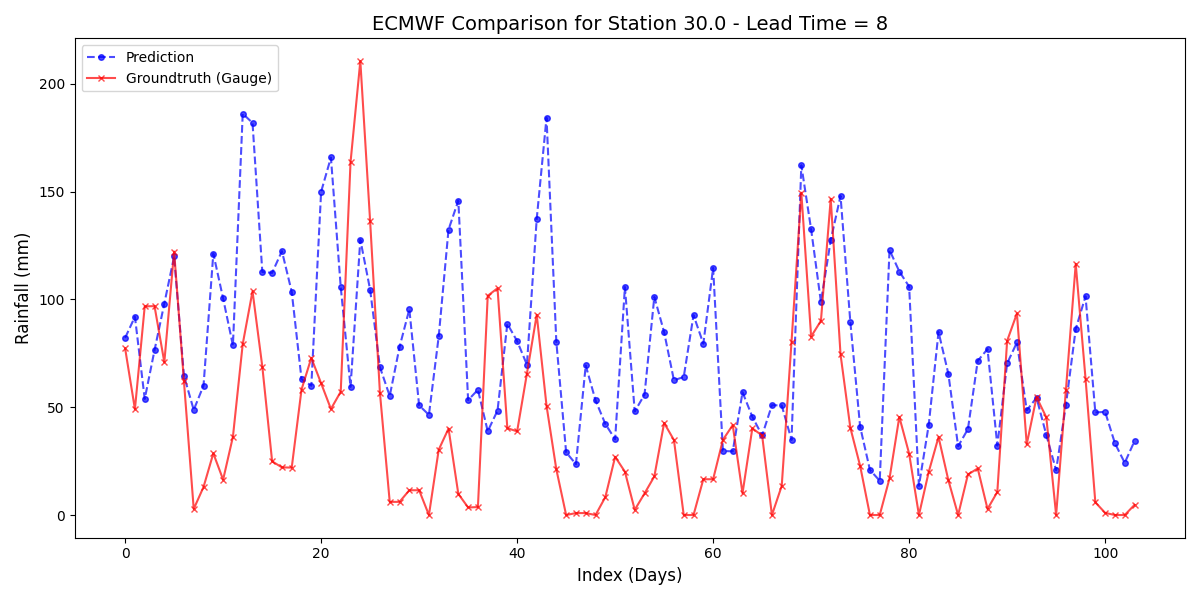 ECMWF Comparison for Station 30.0 - Lead Time = 8
Prediction
Groundtruth (Gauge)
Rainfall (mm)
200
150
100
50
0
0 20 40 60 80 100
Index (Days)